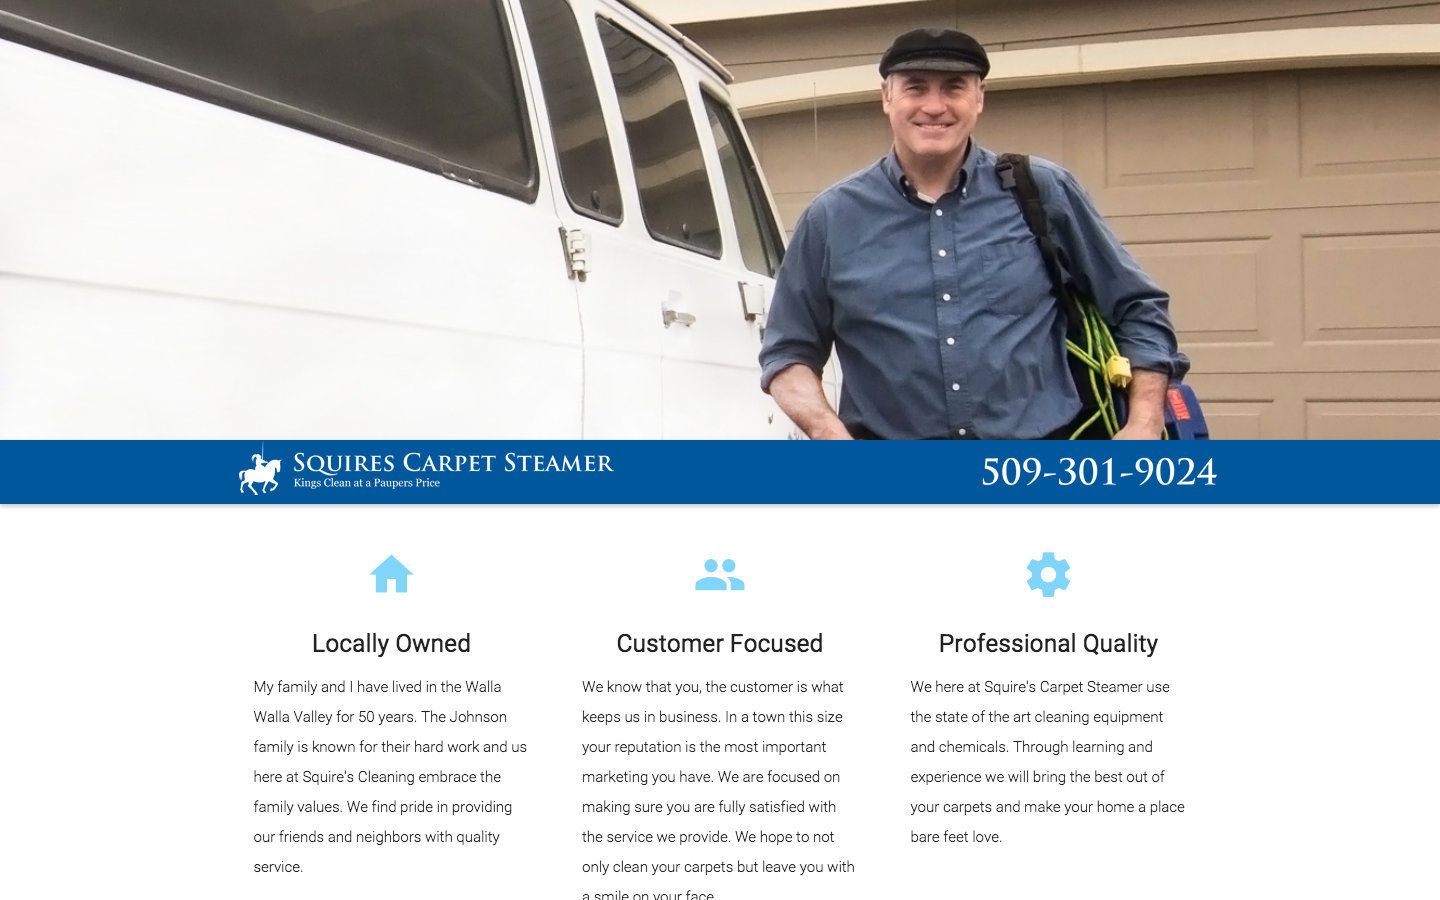 Squires Carpet Steamer
Kings Clean at a Paupers Price
509-301-9024
Locally Owned
My family and I have lived in the Walla
Walla Valley for 50 years. The Johnson
family is known for their hard work and us
here at Squire's Cleaning embrace the
family values. We find pride in providing
our friends and neighbors with quality
service.
Customer Focused
We know that you, the customer is what
keeps us in business. In a town this size
your reputation is the most important
marketing you have. We are focused on
making sure you are fully satisfied with
the service we provide. We hope to not
only clean your carpets but leave you with
a smile on your face.
Professional Quality
We here at Squire's Carpet Steamer use
the state of the art cleaning equipment
and chemicals. Through learning and
experience we will bring the best out of
your carpets and make your home a place
bare feet love.